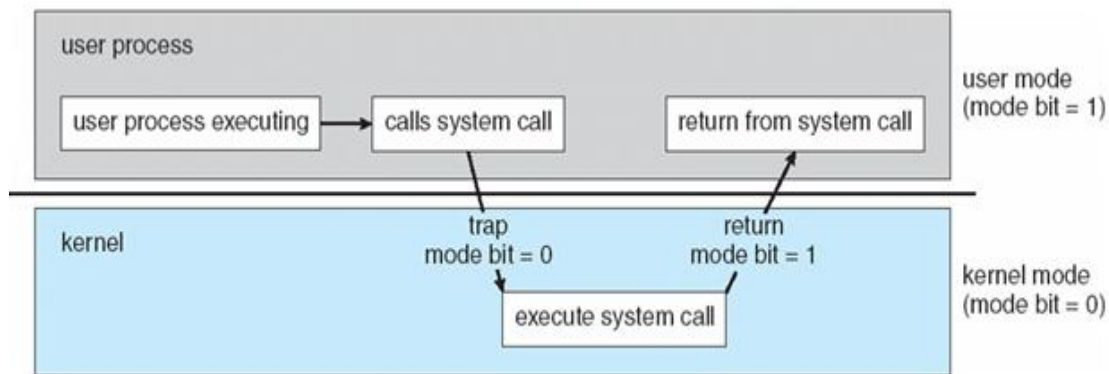 user process
user process executing
calls system call
return from system call
user mode
(mode bit = 1)
kernel
trap
mode bit = 0
return
mode bit = 1
execute system call
kernel mode
(mode bit = 0)